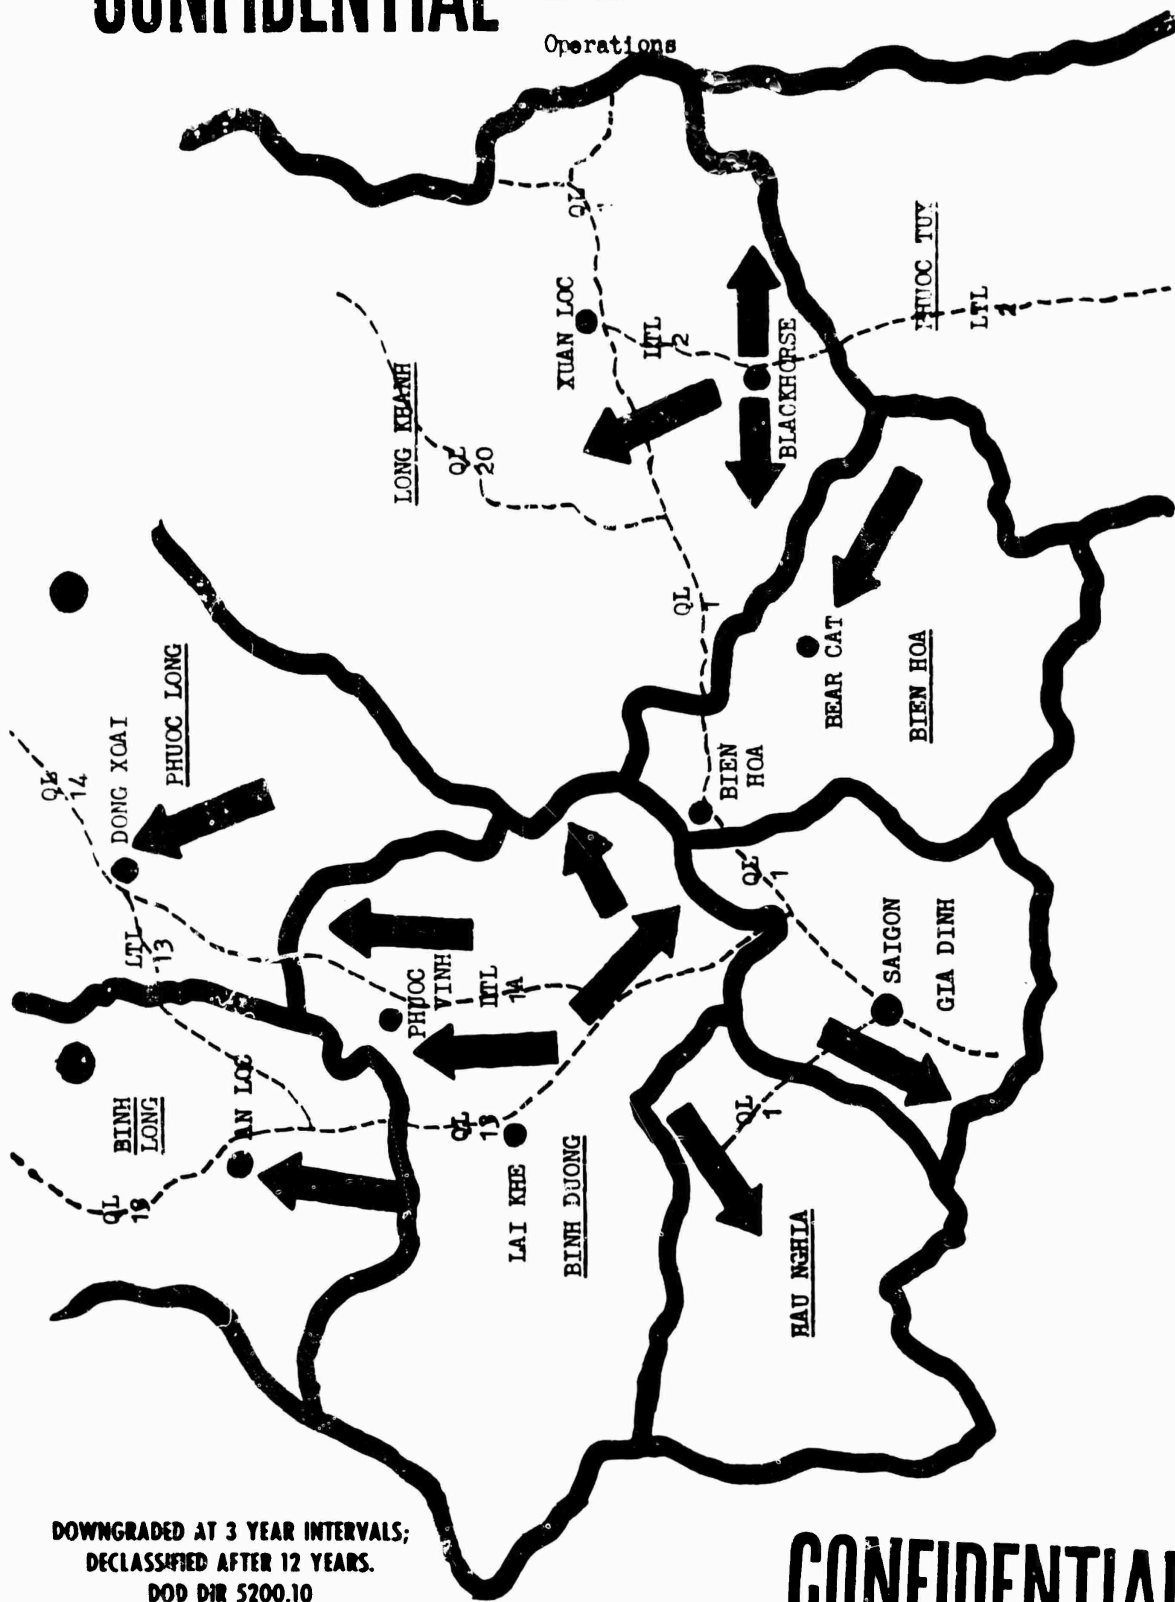 CONFIDENTIAL
Operations
QL
1
PHUOC TUY
LTL
2
XUAN LOC
LTL
2
BLACKHORSE
LONG KHANH
QL
20
QL
1
BEAR CAT
BIEN HOA
BIEN
HOA
PHUOC LONG
DONG XOAI
QL
14
LTL
13
PHUOC
VINH
LTL
1A
QL
1
SAIGON
GIA DINH
BINH
LONG
AN LOC
QL
13
QL
13
LAI KHE
BINH DUONG
QL
1
HAU NGHIA
DOWNGRADED AT 3 YEAR INTERVALS;
DECLASSIFIED AFTER 12 YEARS.
DOD DIR 5200.10
CONFIDENTIAL